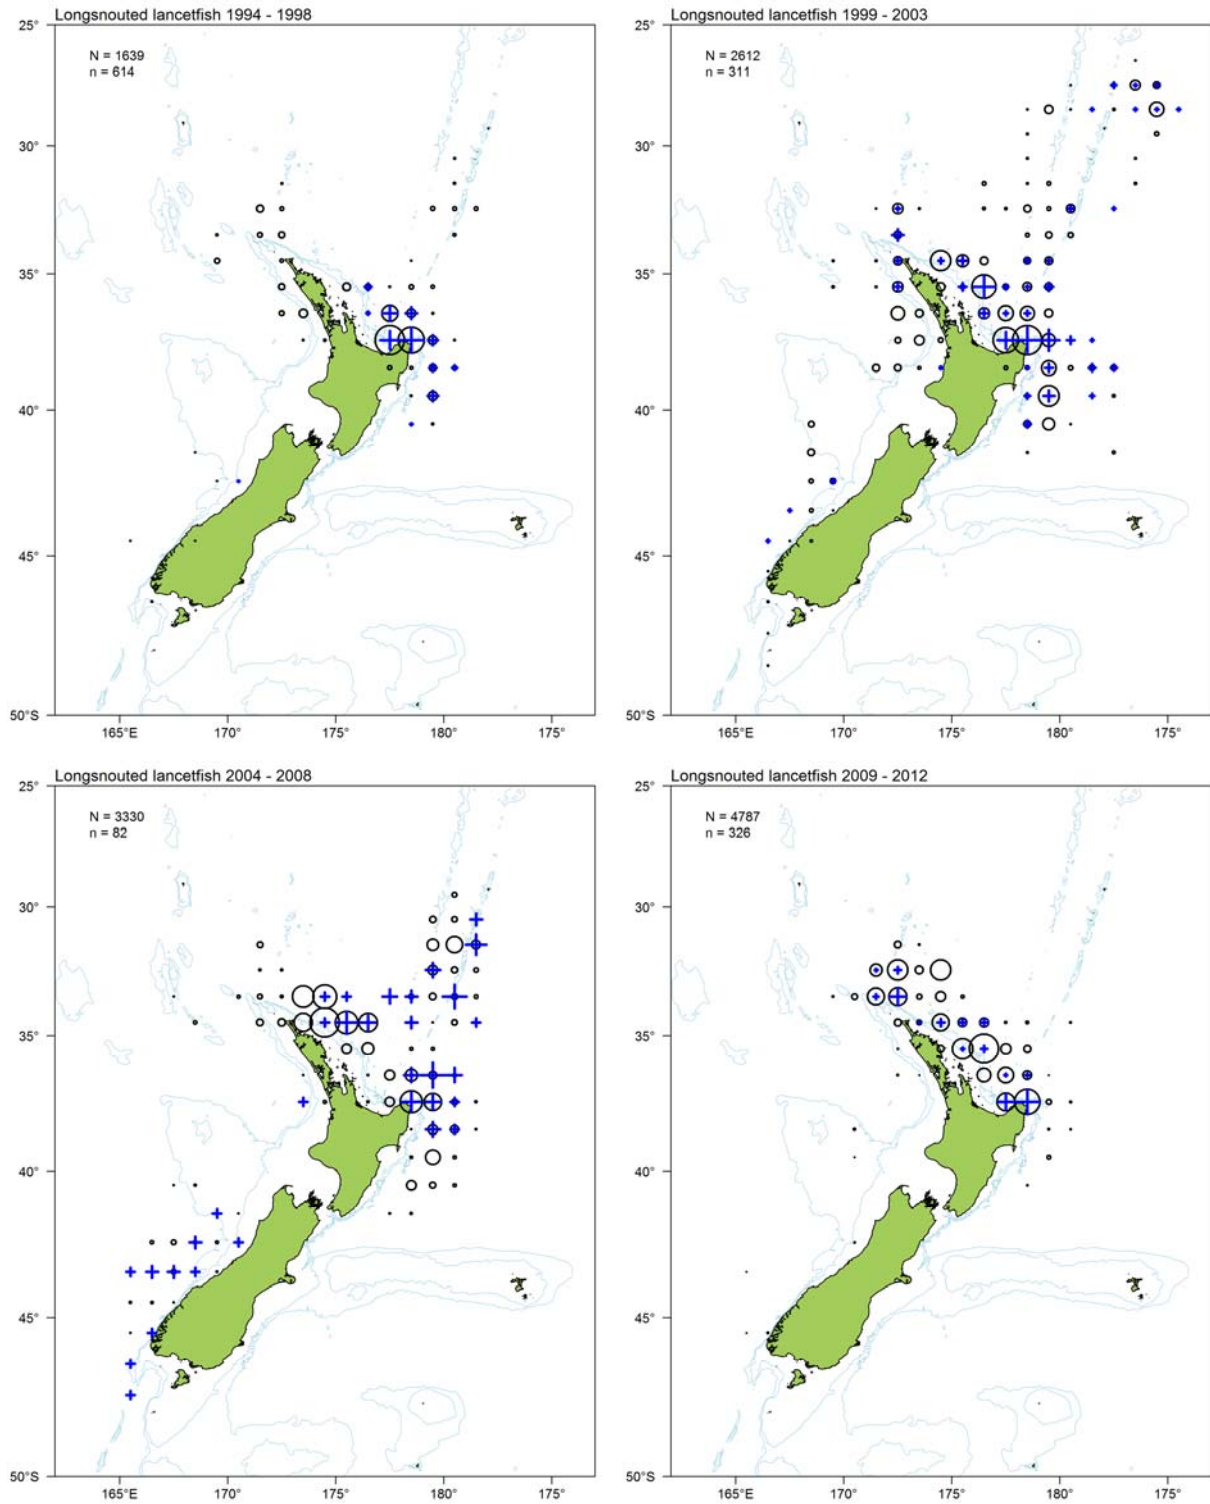 Longsnouted lancetfish 1994 - 1998
25°
N = 1639
n = 614
30°
35°
40°
45°
50°S
165°E 170° 175° 180° 175°
Longsnouted lancetfish 1999 - 2003
25°
N = 2612
n = 311
30°
35°
40°
45°
50°S
165°E 170° 175° 180° 175°
Longsnouted lancetfish 2004 - 2008
25°
N = 3330
n = 82
30°
35°
40°
45°
50°S
165°E 170° 175° 180° 175°
Longsnouted lancetfish 2009 - 2012
25°
N = 4787
n = 326
30°
35°
40°
45°
50°S
165°E 170° 175° 180° 175°